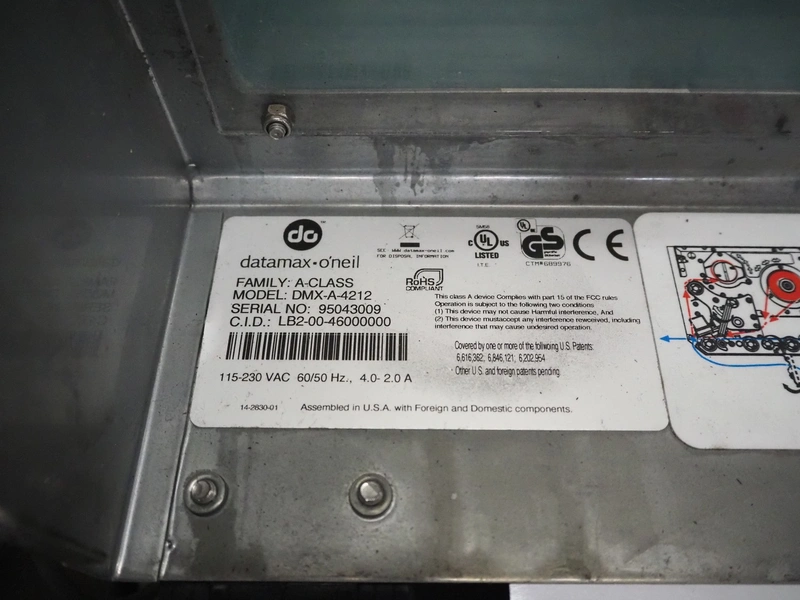 do
TM
datamax•o'neil
FAMILY: A-CLASS
MODEL: DMX-A-4212
SERIAL NO: 95043009
C.I.D.: LB2-00-46000000
115-230 VAC 60/50 Hz., 4.0- 2.0 A
14-2830-01
Assembled in U.S.A. with Foreign and Domestic components.
SEE: www.datamax-oneil.com
FOR DISPOSAL INFORMATION
RoHS
COMPLIANT
c UL US
LISTED
I.T.E.
GS
CTM#689976
CE
This class A device Complies with part 15 of the FCC rules
Operation is subject to the following two conditions
(1) This device may not cause Harmful interference, And
(2) This device mustaccept any interference rewceived, including
interference that may cause undesired operation.
Covered by one or more of the following U.S. Patents:
6,616,362, 6,846,121, 6,202,954
Other U.S. and foreign patents pending